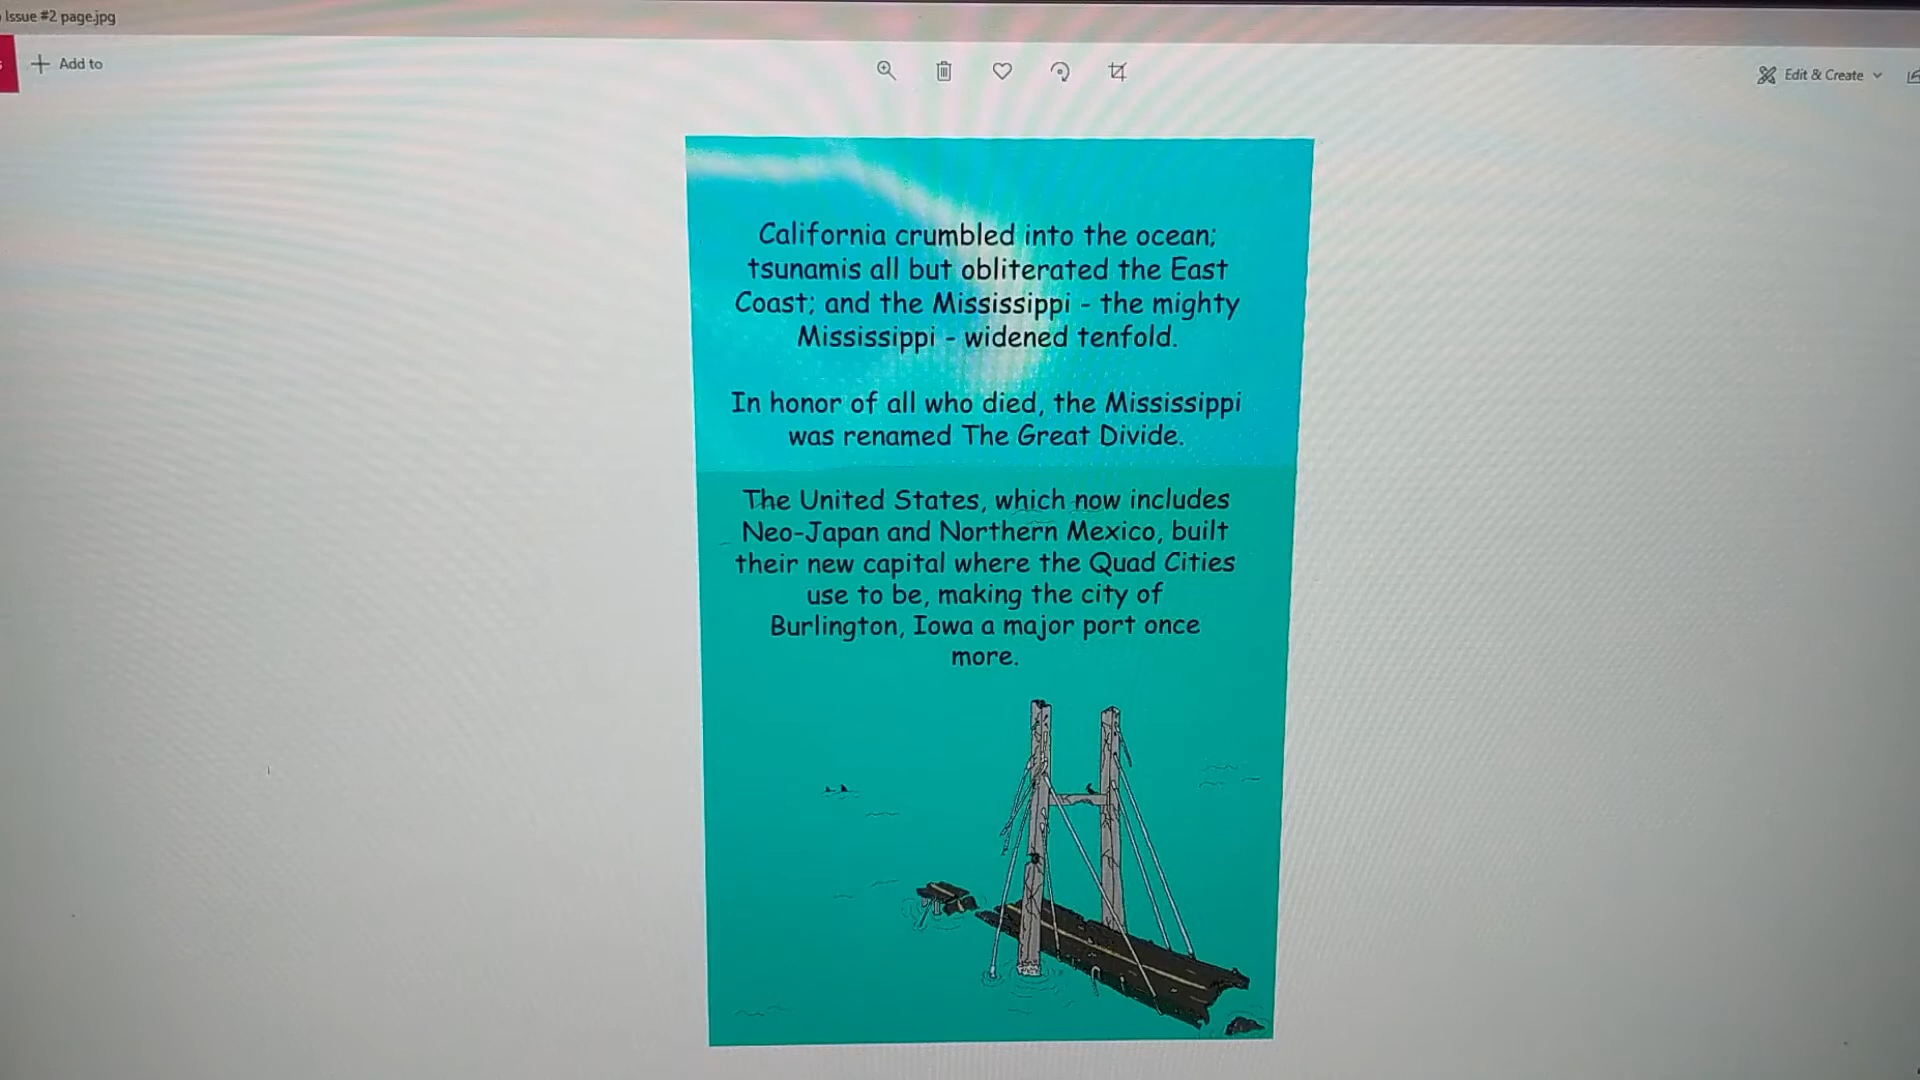 Issue #2 page.jpg
Add to
Edit & Create
California crumbled into the ocean;
tsunamis all but obliterated the East
Coast; and the Mississippi - the mighty
Mississippi - widened tenfold.
In honor of all who died, the Mississippi
was renamed The Great Divide.
The United States, which now includes
Neo-Japan and Northern Mexico, built
their new capital where the Quad Cities
use to be, making the city of
Burlington, Iowa a major port once
more.